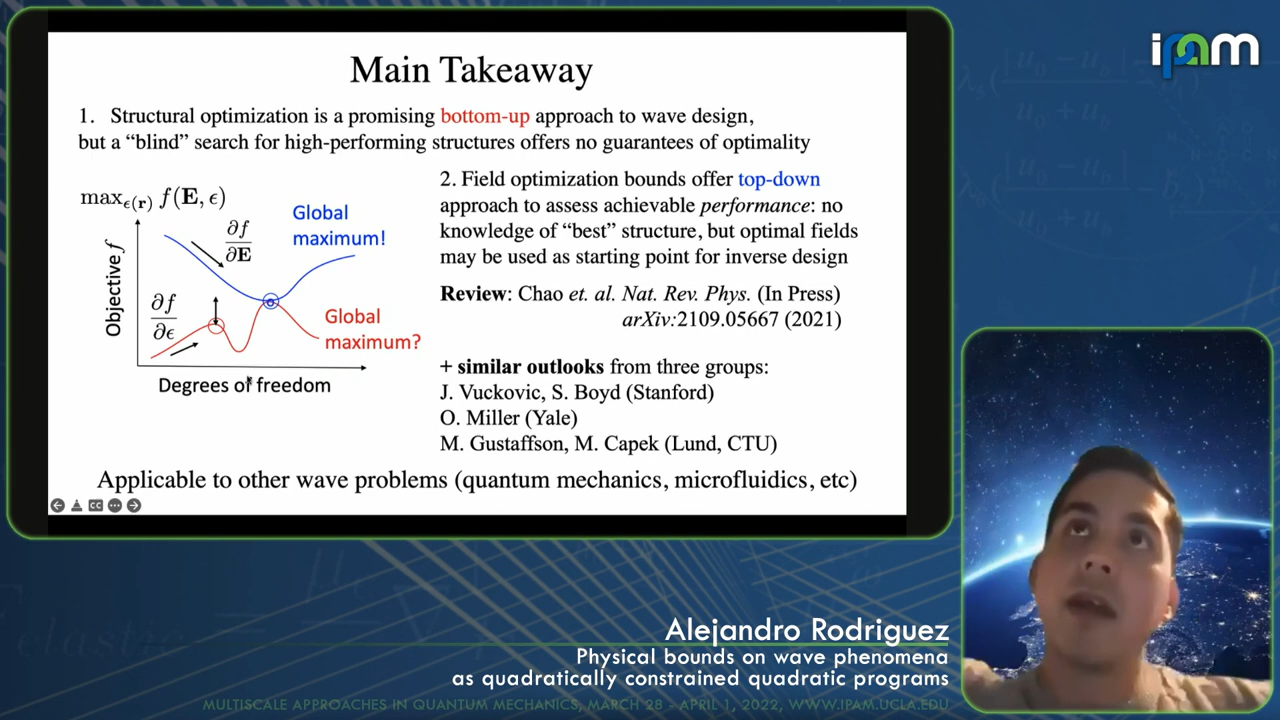 ipam
Main Takeaway
1. Structural optimization is a promising bottom-up approach to wave design,
but a “blind” search for high-performing structures offers no guarantees of optimality
max_{ϵ(r)} f(E, ϵ)
Objective f
∂f
∂E
∂f
∂ϵ
Global
maximum!
Global
maximum?
Degrees of freedom
2. Field optimization bounds offer top-down
approach to assess achievable performance: no
knowledge of “best” structure, but optimal fields
may be used as starting point for inverse design
Review: Chao et. al. Nat. Rev. Phys. (In Press)
arXiv:2109.05667 (2021)
+ similar outlooks from three groups:
J. Vuckovic, S. Boyd (Stanford)
O. Miller (Yale)
M. Gustaffson, M. Capek (Lund, CTU)
Applicable to other wave problems (quantum mechanics, microfluidics, etc)
Alejandro Rodriguez
Physical bounds on wave phenomena
as quadratically constrained quadratic programs
MULTISCALE APPROACHES IN QUANTUM MECHANICS, MARCH 28 - APRIL 1, 2022, WWW.IPAM.UCLA.EDU